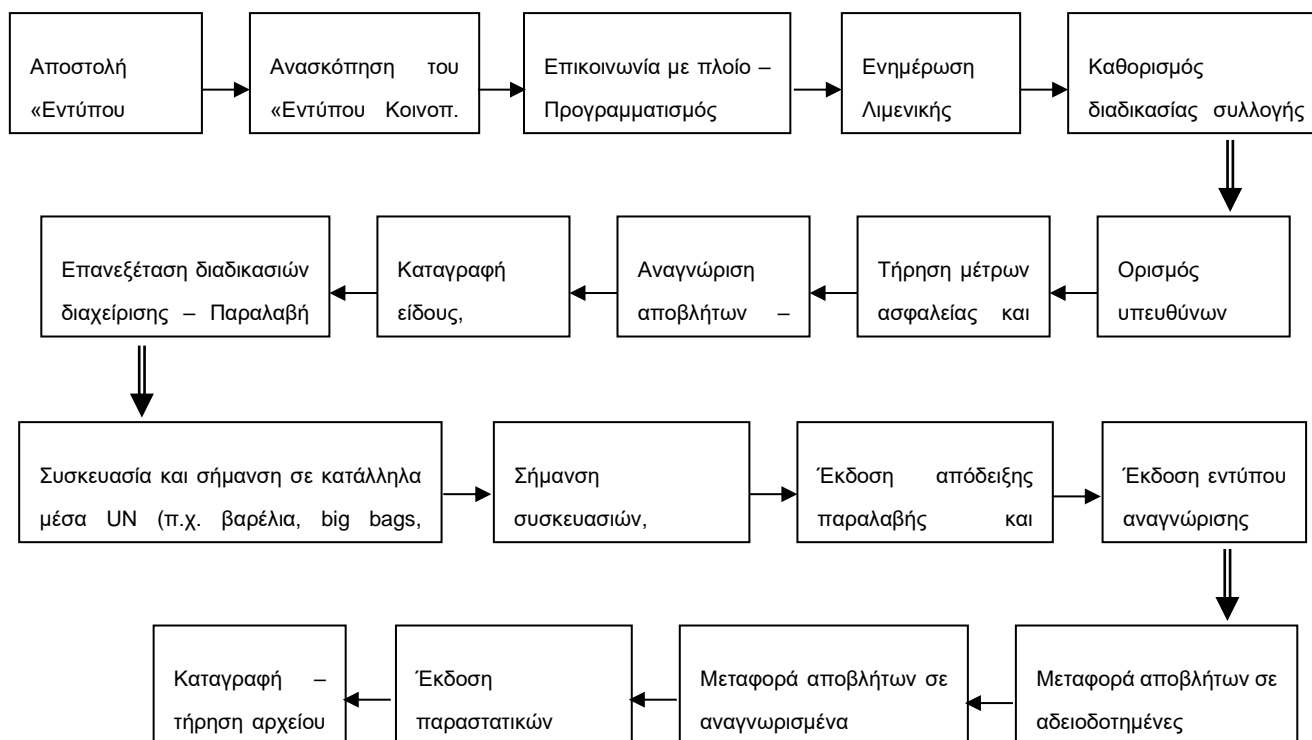 Αποστολή
«Εντύπου
Ανασκόπηση του
«Εντύπου Κοινοπ.
Επικοινωνία με πλοίο –
Προγραμματισμός
Ενημέρωση
Λιμενικής
Καθορισμός
διαδικασίας συλλογής
Ορισμός
υπευθύνων
Τήρηση μέτρων
ασφαλείας και
Αναγνώριση
αποβλήτων –
Καταγραφή
είδους,
Επανεξέταση διαδικασιών
διαχείρισης – Παραλαβή
Συσκευασία και σήμανση σε κατάλληλα
μέσα UN (π.χ. βαρέλια, big bags,
Σήμανση
συσκευασιών,
Έκδοση απόδειξης
παραλαβής και
Έκδοση εντύπου
αναγνώρισης
Μεταφορά αποβλήτων σε
αδειοδοτημένες
Μεταφορά αποβλήτων σε
αναγνωρισμένα
Έκδοση
παραστατικών
Καταγραφή –
τήρηση αρχείου